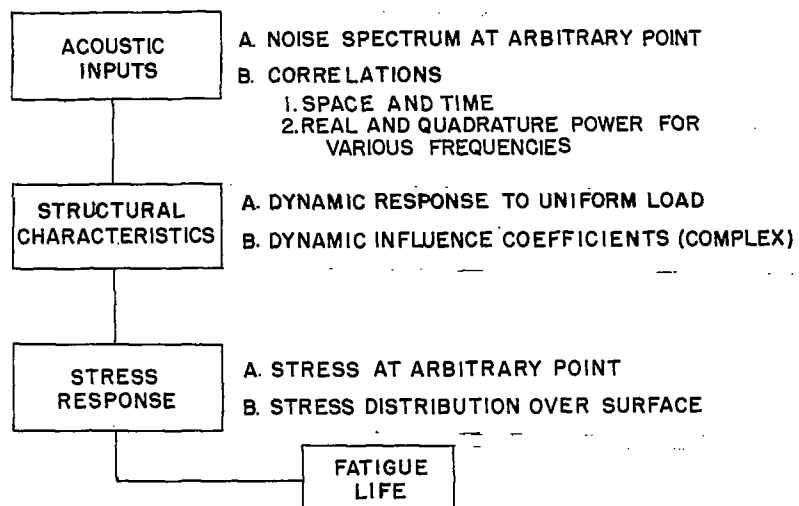 ACOUSTIC
INPUTS
A. NOISE SPECTRUM AT ARBITRARY POINT
B. CORRELATIONS
1. SPACE AND TIME
2. REAL AND QUADRATURE POWER FOR
VARIOUS FREQUENCIES
STRUCTURAL
CHARACTERISTICS
A. DYNAMIC RESPONSE TO UNIFORM LOAD
B. DYNAMIC INFLUENCE COEFFICIENTS (COMPLEX)
STRESS
RESPONSE
A. STRESS AT ARBITRARY POINT
B. STRESS DISTRIBUTION OVER SURFACE
FATIGUE
LIFE